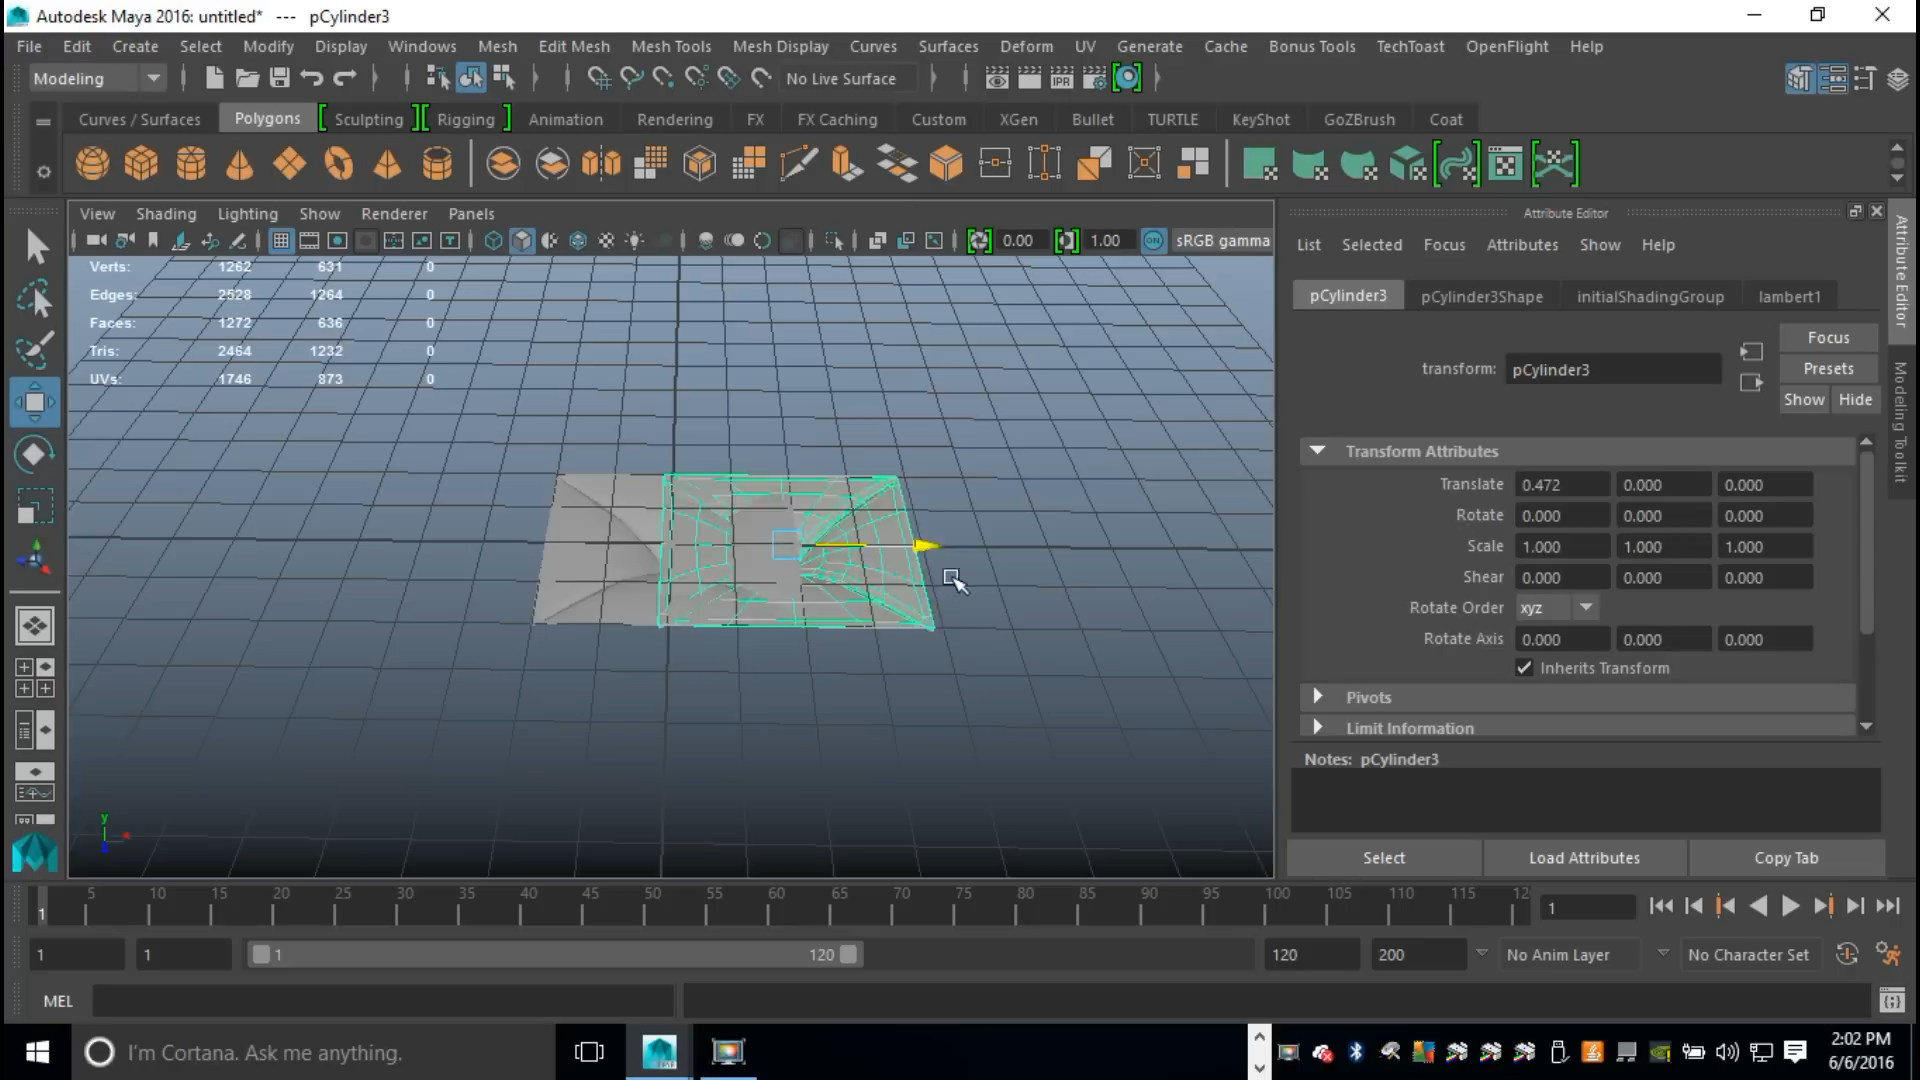 Autodesk Maya 2016: untitled* --- pCylinder3
File Edit Create Select Modify Display Windows Mesh Edit Mesh Mesh Tools Mesh Display Curves Surfaces Deform UV Generate Cache Bonus Tools TechToast OpenFlight Help
Modeling No Live Surface IPR
Curves / Surfaces Polygons Sculpting Rigging Animation Rendering FX FX Caching Custom XGen Bullet TURTLE KeyShot GoZBrush Coat
View Shading Lighting Show Renderer Panels
0.00 1.00 ON sRGB gamma
Verts: 1262 631 0
Edges: 2528 1264 0
Faces: 1272 636 0
Tris: 2464 1232 0
UVs: 1746 873 0
y
Attribute Editor
List Selected Focus Attributes Show Help
pCylinder3 pCylinder3Shape initialShadingGroup lambert1
Focus
transform: pCylinder3 Presets
Show Hide
Transform Attributes
Translate 0.472 0.000 0.000
Rotate 0.000 0.000 0.000
Scale 1.000 1.000 1.000
Shear 0.000 0.000 0.000
Rotate Order xyz
Rotate Axis 0.000 0.000 0.000
Inherits Transform
Pivots
Limit Information
Notes: pCylinder3
Select Load Attributes Copy Tab
Attribute Editor
Modeling Toolkit
5 10 15 20 25 30 35 40 45 50 55 60 65 70 75 80 85 90 95 100 105 110 115 12
1 1
1 1 1 120 120 200 No Anim Layer No Character Set
MEL
I'm Cortana. Ask me anything.
2:02 PM
6/6/2016